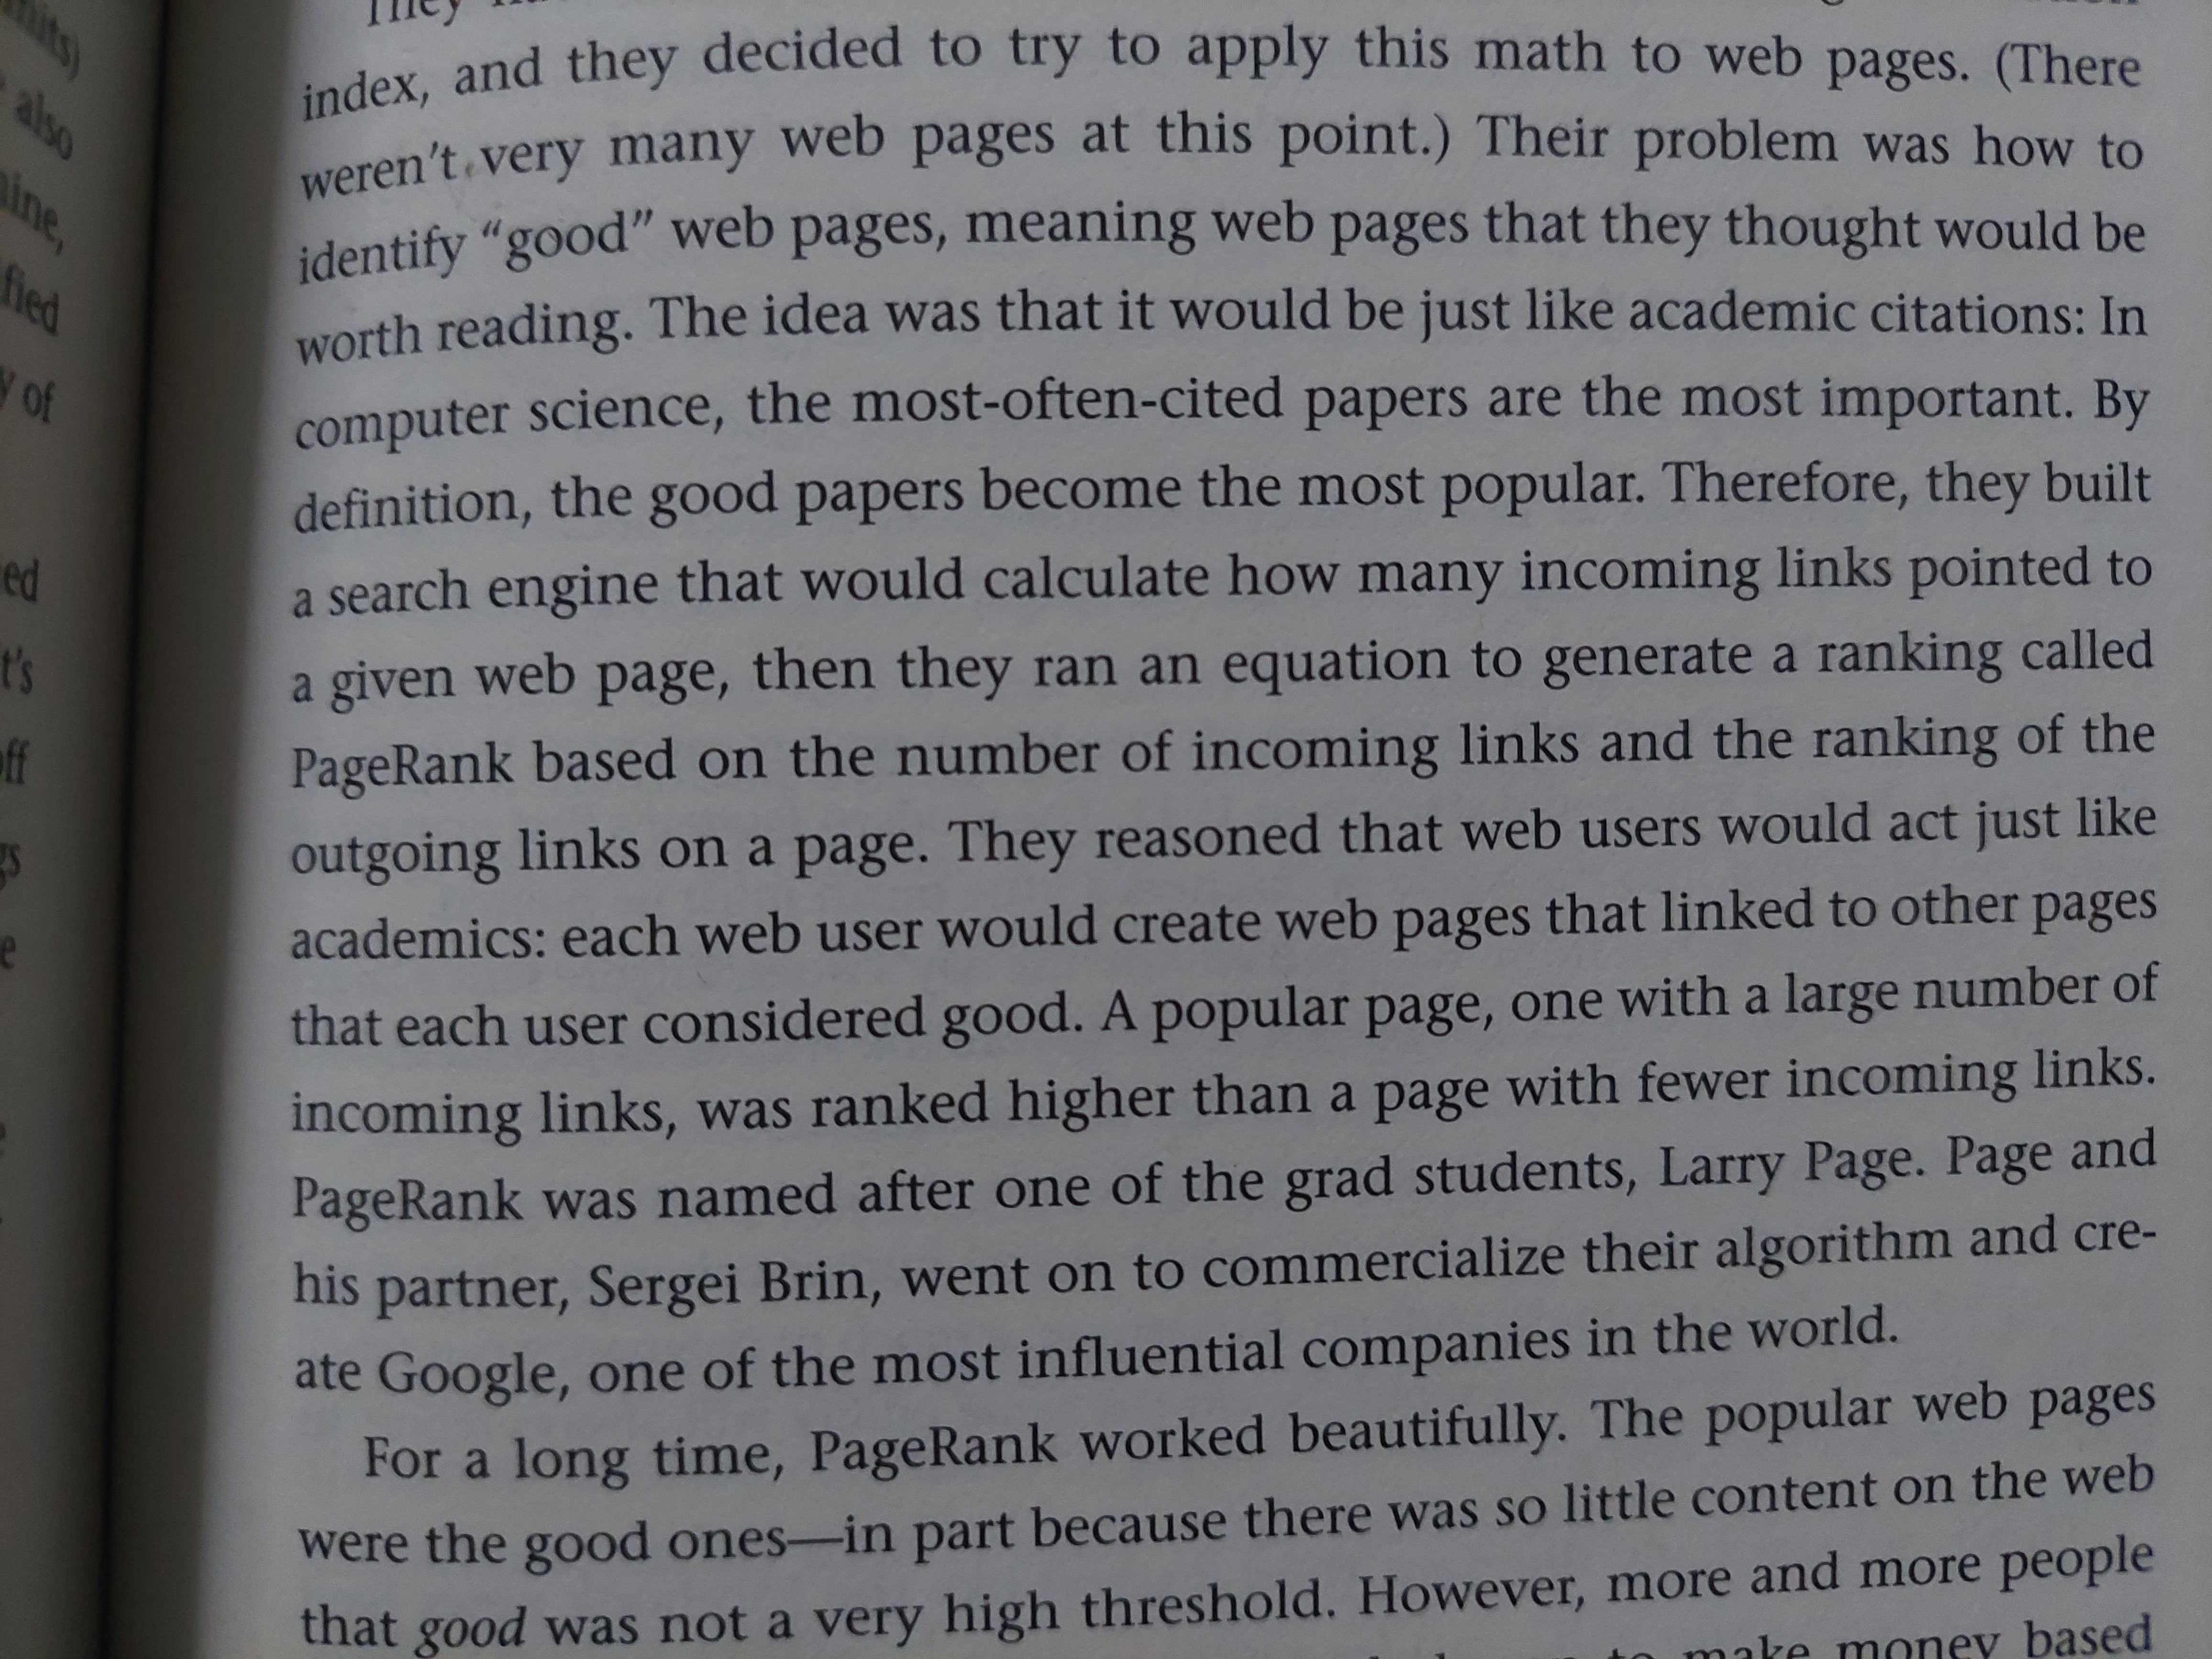 They
index, and they decided to try to apply this math to web pages. (There
weren't very many web pages at this point.) Their problem was how to
identify “good” web pages, meaning web pages that they thought would be
worth reading. The idea was that it would be just like academic citations: In
computer science, the most-often-cited papers are the most important. By
definition, the good papers become the most popular. Therefore, they built
a search engine that would calculate how many incoming links pointed to
a given web page, then they ran an equation to generate a ranking called
PageRank based on the number of incoming links and the ranking of the
outgoing links on a page. They reasoned that web users would act just like
academics: each web user would create web pages that linked to other pages
that each user considered good. A popular page, one with a large number of
incoming links, was ranked higher than a page with fewer incoming links.
PageRank was named after one of the grad students, Larry Page. Page and
his partner, Sergei Brin, went on to commercialize their algorithm and cre-
ate Google, one of the most influential companies in the world.
For a long time, PageRank worked beautifully. The popular web pages
were the good ones—in part because there was so little content on the web
that good was not a very high threshold. However, more and more people
to make money based